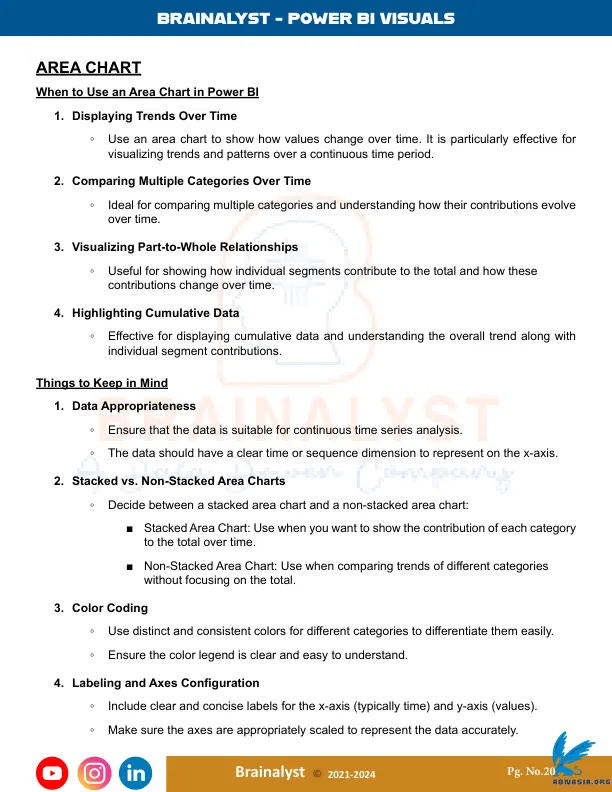 BRAINALYST - POWER BI VISUALS
AREA CHART
When to Use an Area Chart in Power BI
1. Displaying Trends Over Time
◦ Use an area chart to show how values change over time. It is particularly effective for
visualizing trends and patterns over a continuous time period.
2. Comparing Multiple Categories Over Time
◦ Ideal for comparing multiple categories and understanding how their contributions evolve
over time.
3. Visualizing Part-to-Whole Relationships
◦ Useful for showing how individual segments contribute to the total and how these
contributions change over time.
4. Highlighting Cumulative Data
◦ Effective for displaying cumulative data and understanding the overall trend along with
individual segment contributions.
Things to Keep in Mind
1. Data Appropriateness
◦ Ensure that the data is suitable for continuous time series analysis.
BRAINALYST
◦ The data should have a clear time or sequence dimension to represent on the x-axis.
A Data Driven Company
2. Stacked vs. Non-Stacked Area Charts
◦ Decide between a stacked area chart and a non-stacked area chart:
■ Stacked Area Chart: Use when you want to show the contribution of each category
to the total over time.
■ Non-Stacked Area Chart: Use when comparing trends of different categories
without focusing on the total.
3. Color Coding
◦ Use distinct and consistent colors for different categories to differentiate them easily.
◦ Ensure the color legend is clear and easy to understand.
4. Labeling and Axes Configuration
◦ Include clear and concise labels for the x-axis (typically time) and y-axis (values).
◦ Make sure the axes are appropriately scaled to represent the data accurately.
in
Brainalyst © 2021-2024
Pg. No.20
ABNASIA.ORG